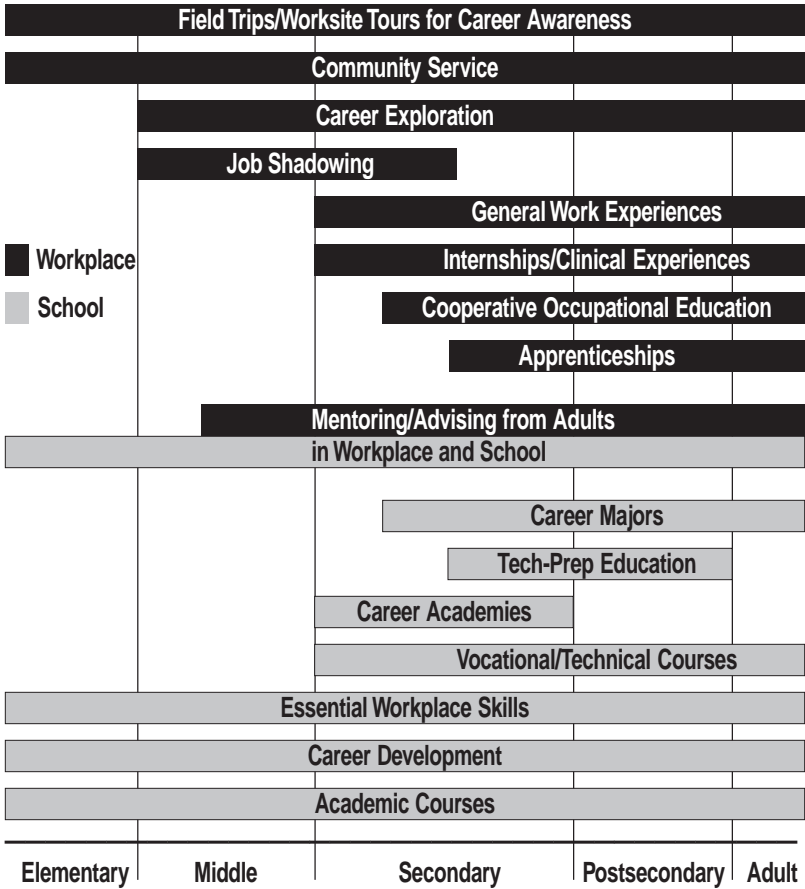 Field Trips/Worksite Tours for Career Awareness
Community Service
Career Exploration
Job Shadowing
General Work Experiences
Workplace
Internships/Clinical Experiences
School
Cooperative Occupational Education
Apprenticeships
Mentoring/Advising from Adults
in Workplace and School
Career Majors
Tech-Prep Education
Career Academies
Vocational/Technical Courses
Essential Workplace Skills
Career Development
Academic Courses
Elementary Middle Secondary Postsecondary Adult